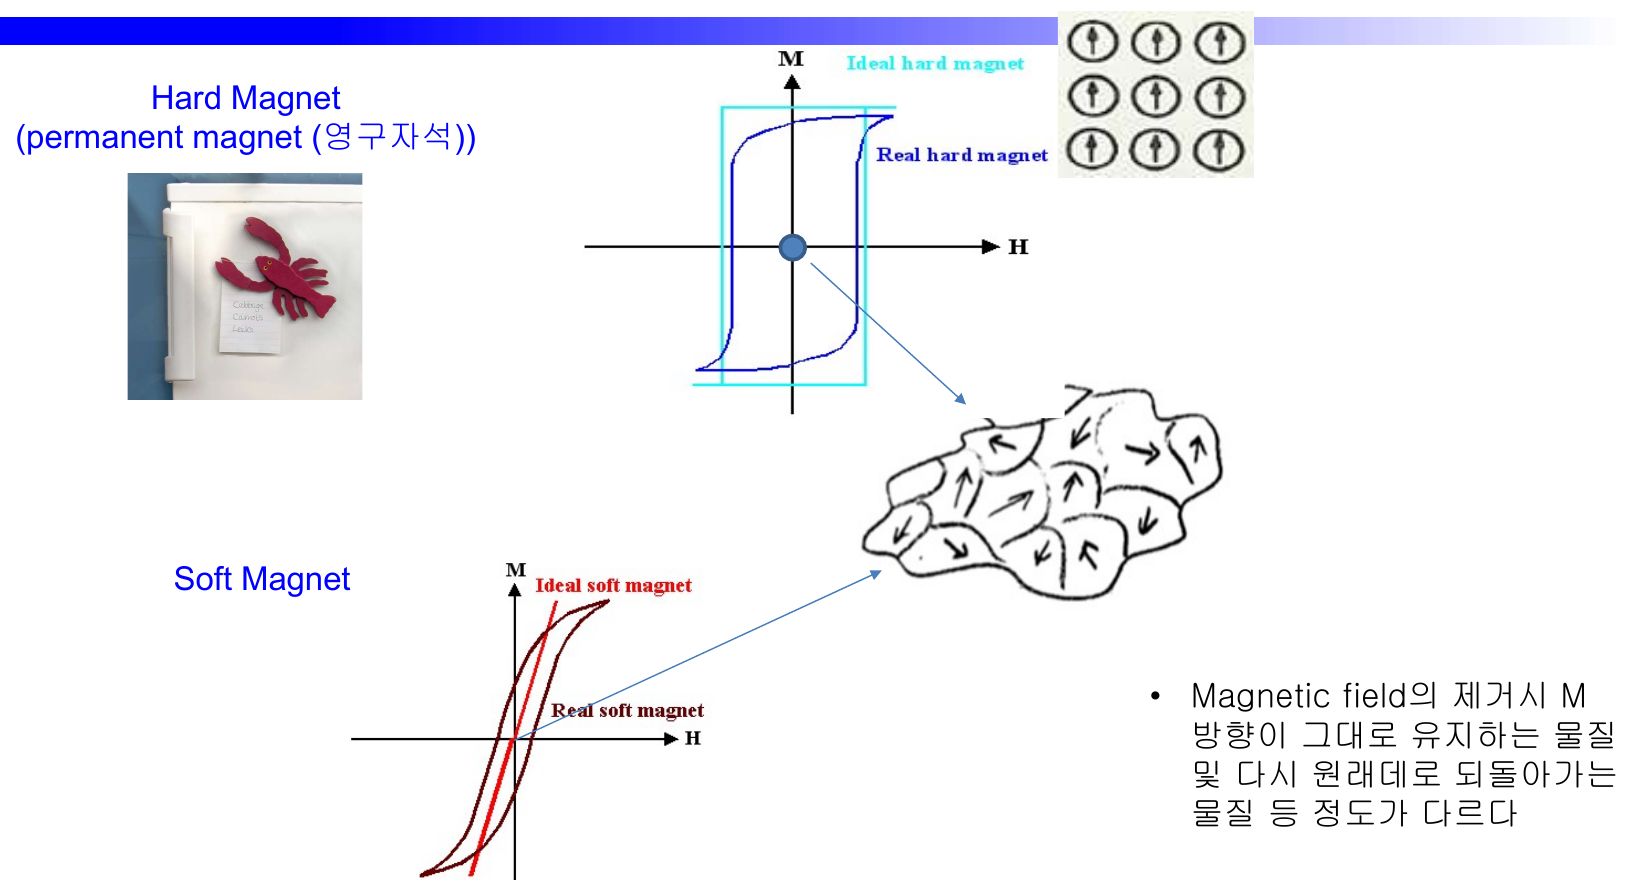 Hard Magnet
(permanent magnet (영구자석))
M
Ideal hard magnet
Real hard magnet
H
Cabbage
Carrots
Leeks
Soft Magnet
M
Ideal soft magnet
Real soft magnet
H
• Magnetic field의 제거시 M
방향이 그대로 유지하는 물질
및 다시 원래데로 되돌아가는
물질 등 정도가 다르다